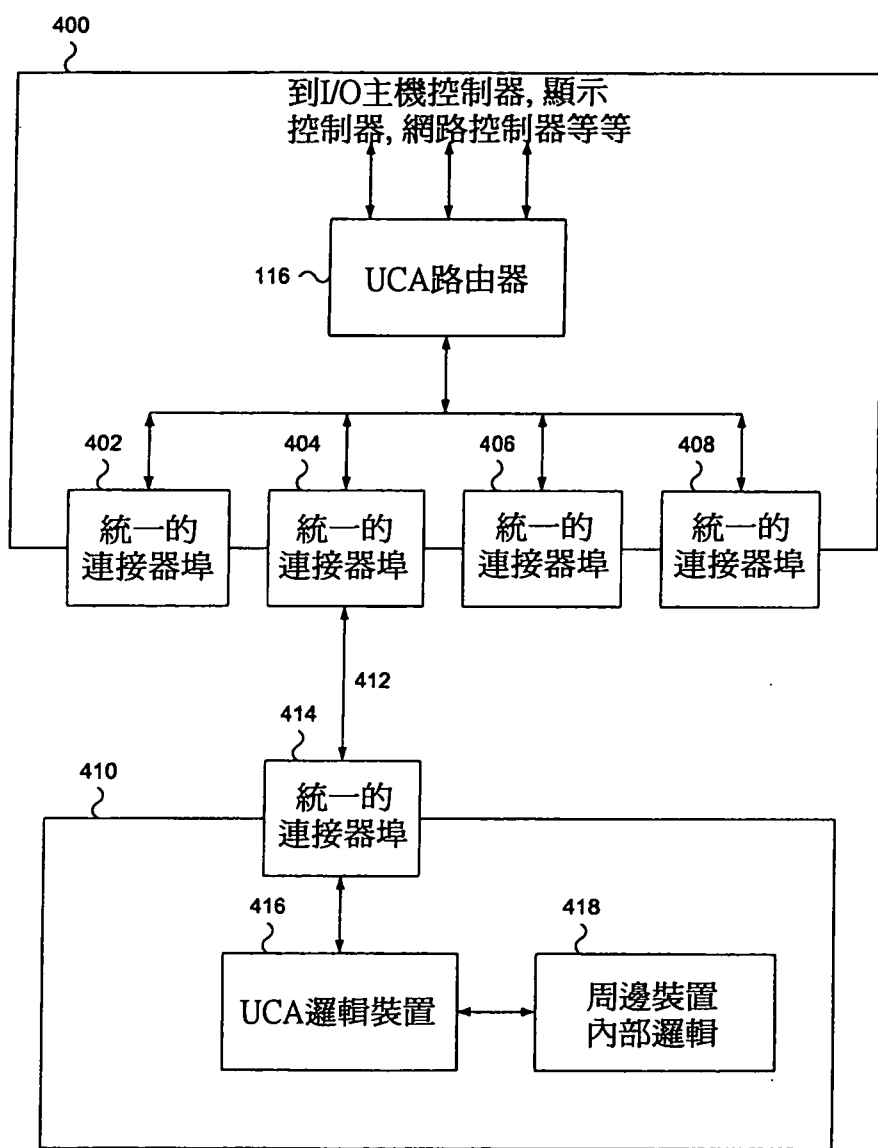 400
到I/O主機控制器, 顯示
控制器, 網路控制器等等
116
UCA路由器
402
404
406
408
統一的
連接器埠
統一的
連接器埠
統一的
連接器埠
統一的
連接器埠
412
414
410
統一的
連接器埠
416
418
UCA邏輯裝置
周邊裝置
內部邏輯